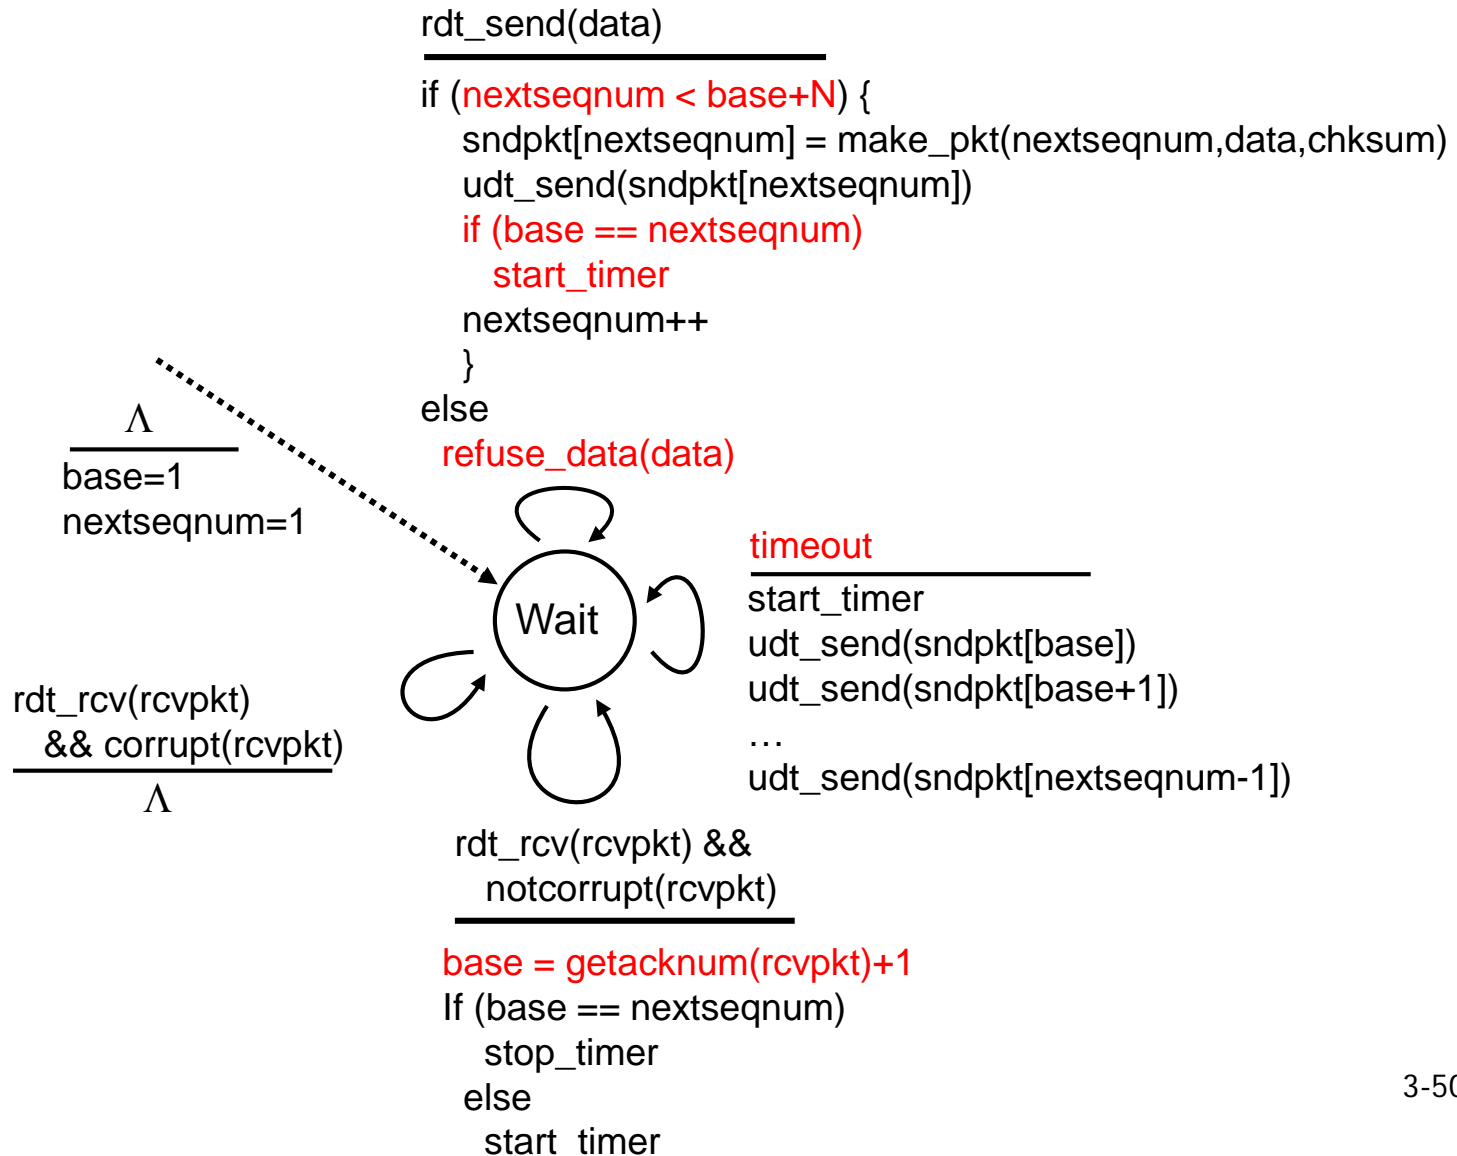 rdt_send(data)
if (nextseqnum < base+N) {
sndpkt[nextseqnum] = make_pkt(nextseqnum,data,chksum)
udt_send(sndpkt[nextseqnum])
if (base == nextseqnum)
start_timer
nextseqnum++
}
else
refuse_data(data)
Λ
base=1
nextseqnum=1
Wait
timeout
start_timer
udt_send(sndpkt[base])
udt_send(sndpkt[base+1])
…
udt_send(sndpkt[nextseqnum-1])
rdt_rcv(rcvpkt)
&& corrupt(rcvpkt)
Λ
rdt_rcv(rcvpkt) &&
notcorrupt(rcvpkt)
base = getacknum(rcvpkt)+1
If (base == nextseqnum)
stop_timer
else
start_timer
3-50